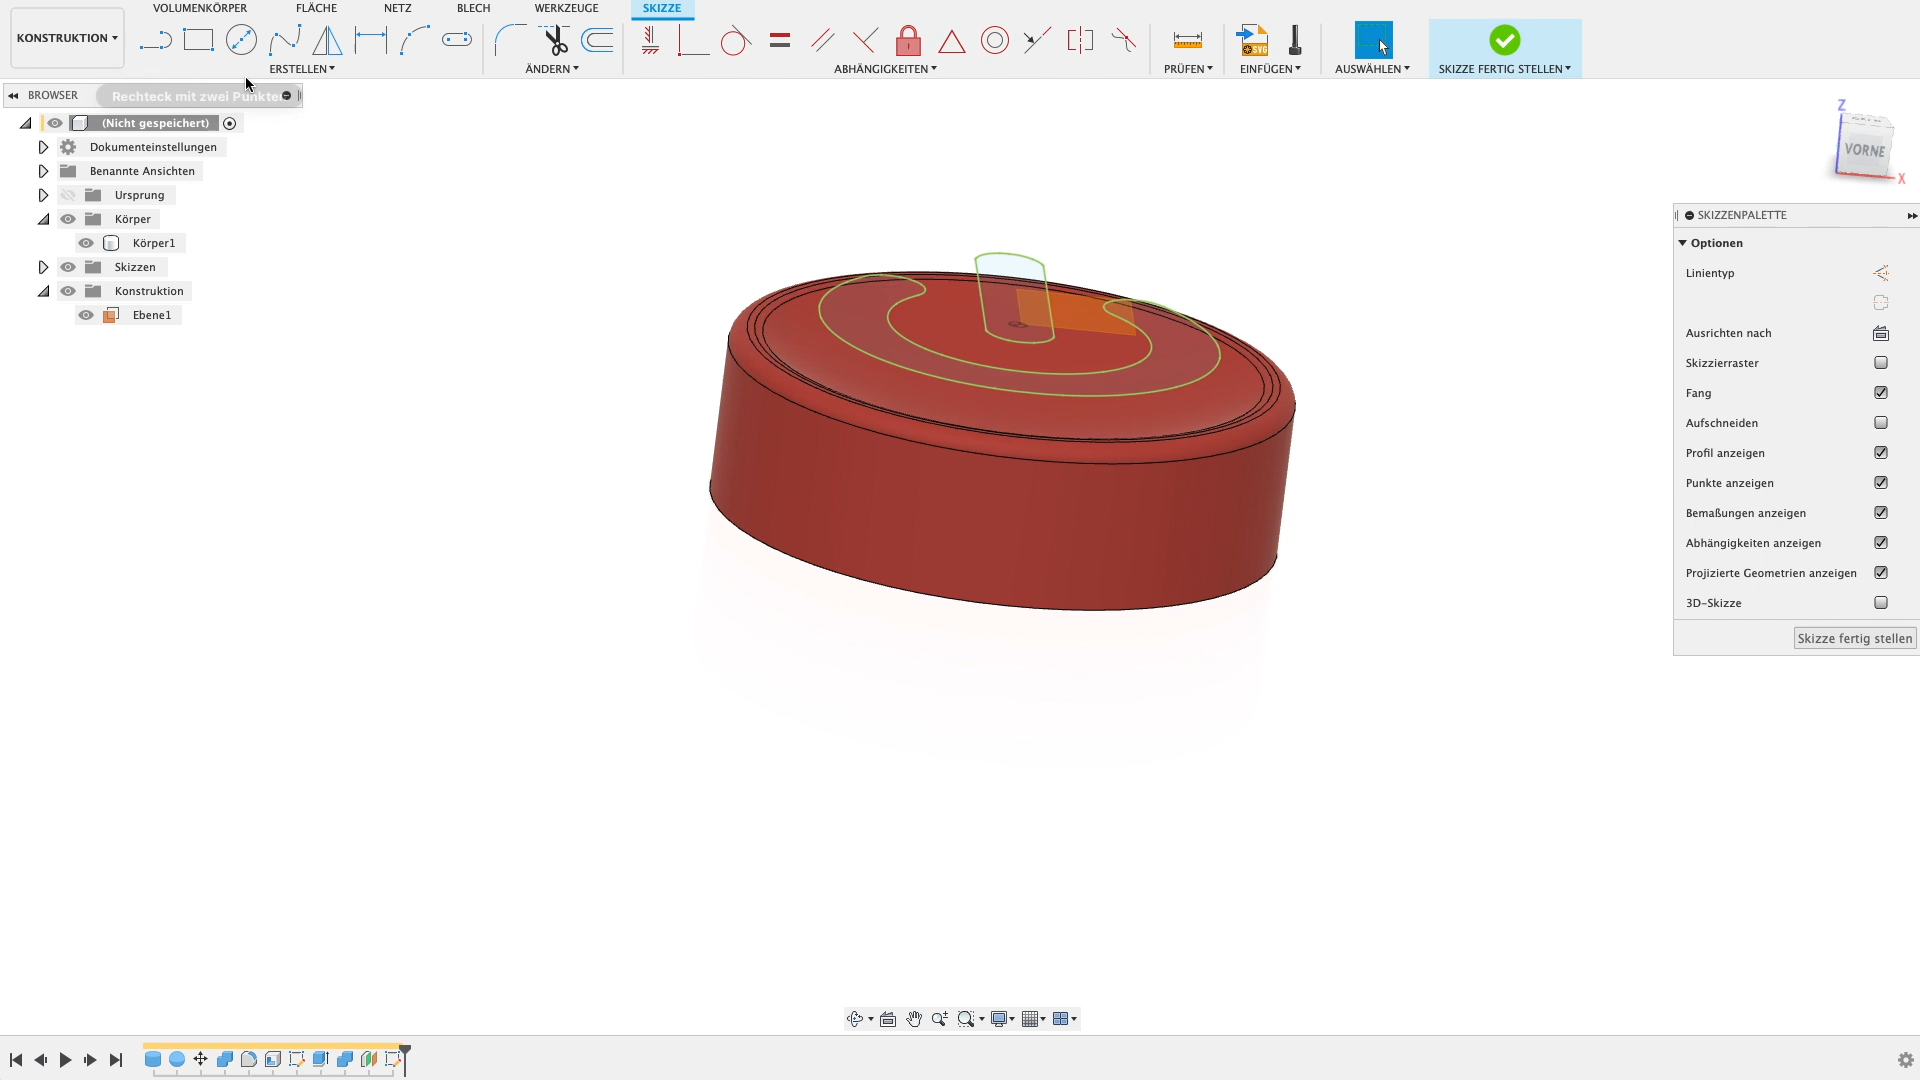 VOLUMENKÖRPER FLÄCHE NETZ BLECH WERKZEUGE SKIZZE
KONSTRUKTION
SVG
ERSTELLEN ÄNDERN ABHÄNGIGKEITEN PRÜFEN EINFÜGEN AUSWÄHLEN SKIZZE FERTIG STELLEN
BROWSER
Rechteck mit zwei Punkten
(Nicht gespeichert)
Dokumenteinstellungen
Benannte Ansichten
Ursprung
Körper
Körper1
Skizzen
Konstruktion
Ebene1
Z
VORNE
X
SKIZZENPALETTE
Optionen
Linientyp
Ausrichten nach
Skizzierraster
Fang
Aufschneiden
Profil anzeigen
Punkte anzeigen
Bemaßungen anzeigen
Abhängigkeiten anzeigen
Projizierte Geometrien anzeigen
3D-Skizze
Skizze fertig stellen